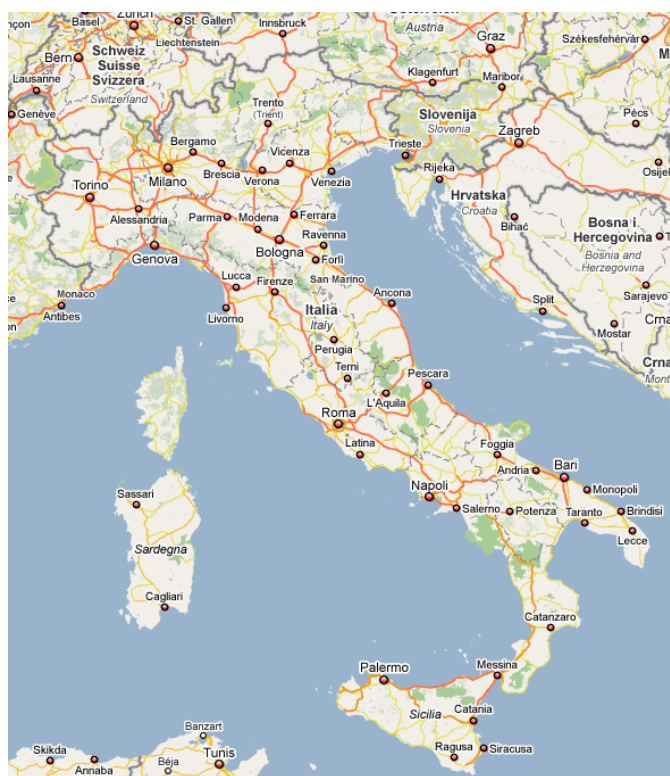 Basel
Zürich
St. Gallen
Innsbruck
Liechtenstein
Österreich
Austria
Graz
Székesfehérvár
Bern
Schweiz
Suisse
Svizzera
Switzerland
Lausanne
Genève
Klagenfurt
Maribor
Trento
(Trient)
Slovenija
Slovenia
Pécs
Zagreb
Trieste
Bergamo
Vicenza
Osijek
Milano
Brescia
Verona
Venezia
Rijeka
Torino
Hrvatska
Croatia
Alessandria
Parma
Modena
Ferrara
Bihać
Bosna i
Hercegovina
Bosnia and
Herzegovina
Genova
Bologna
Ravenna
Forlì
Lucca
Firenze
San Marino
Sarajevo
Monaco
Antibes
Livorno
Ancona
Italia
Italy
Split
Mostar
Perugia
Crna
Terni
Pescara
L'Aquila
Roma
Latina
Foggia
Bari
Andria
Monopoli
Napoli
Salerno
Potenza
Taranto
Brindisi
Lecce
Sassari
Sardegna
Cagliari
Catanzaro
Palermo
Messina
Sicilia
Catania
Ragusa
Siracusa
Banzart
Skikda
Annaba
Béja
Tunis